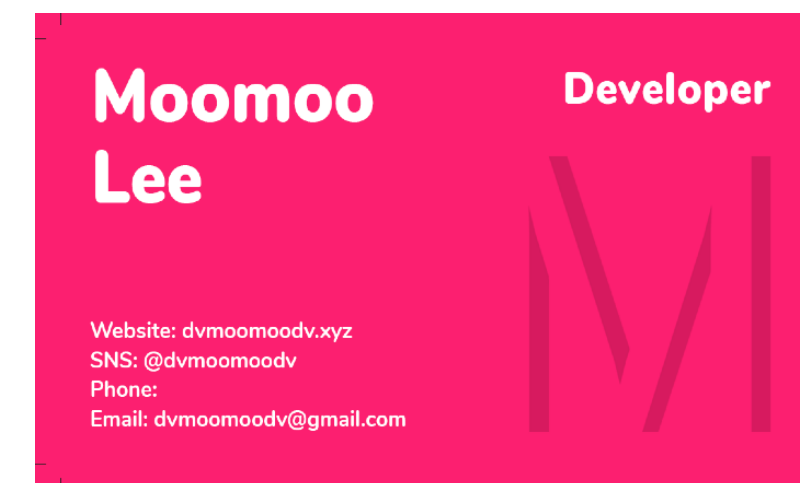 Moomoo
Lee
Developer
M
Website: dvmoomoodv.xyz
SNS: @dvmoomoodv
Phone:
Email: dvmoomoodv@gmail.com